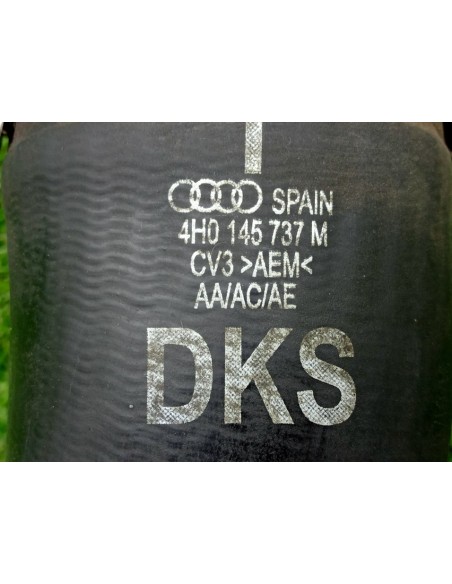 SPAIN
4H0 145 737 M
CV3 >AEM<
AA/AC/AE
DKS